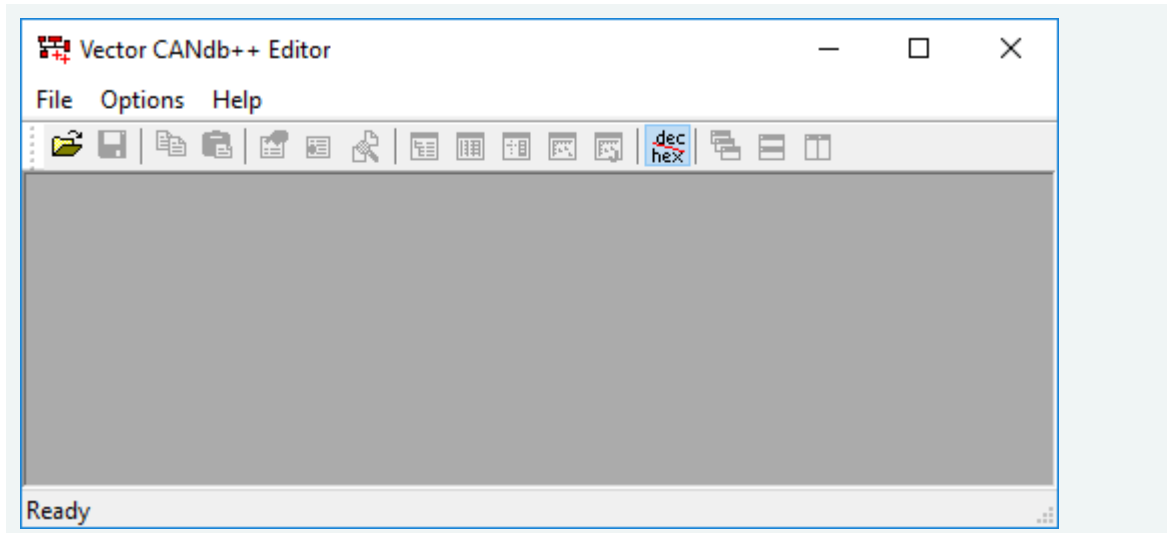 Vector CANdb++ Editor
File Options Help
dec
hex
Ready